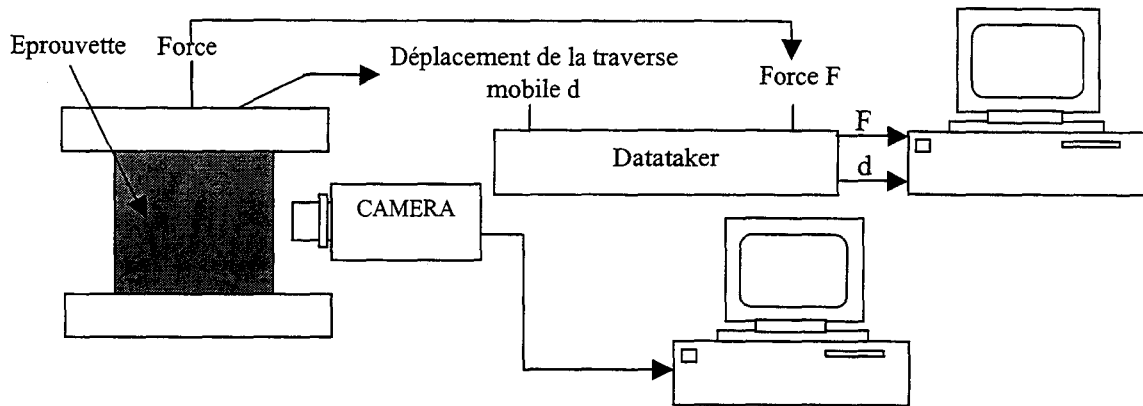 Eprouvette
Force
Déplacement de la traverse
mobile d
Force F
F
d
Datataker
CAMERA